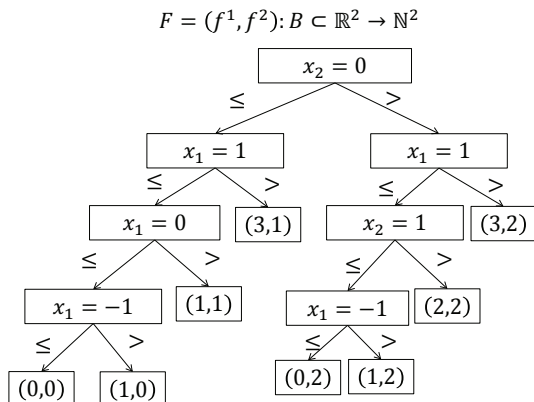 F = (f¹, f²): B ⊂ ℝ² → ℕ²
x₂ = 0
≤ >
x₁ = 1 x₁ = 1
≤ > ≤ >
x₁ = 0 (3,1) x₂ = 1 (3,2)
≤ > ≤ >
x₁ = −1 (1,1) x₁ = −1 (2,2)
≤ > ≤ >
(0,0) (1,0) (0,2) (1,2)